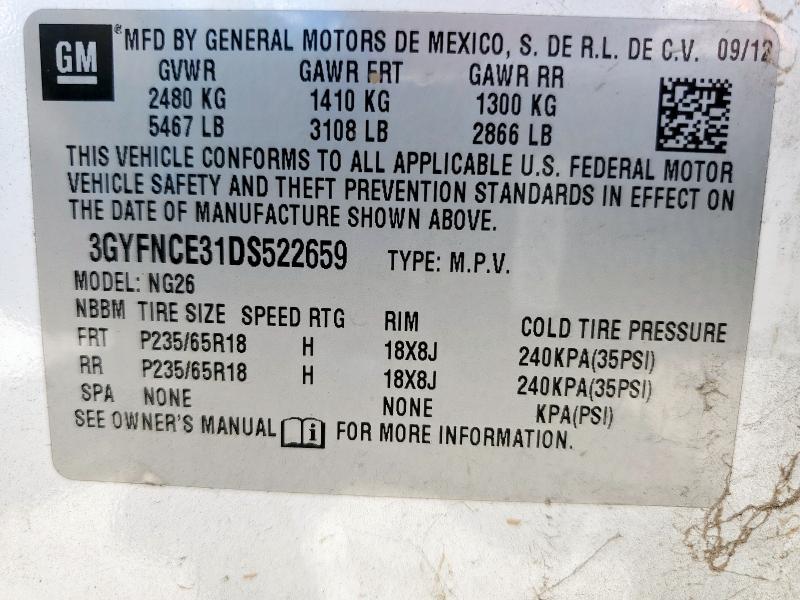 GM ® MFD BY GENERAL MOTORS DE MEXICO, S. DE R.L. DE C.V. 09/12
GVWR GAWR FRT GAWR RR
2480 KG 1410 KG 1300 KG
5467 LB 3108 LB 2866 LB
THIS VEHICLE CONFORMS TO ALL APPLICABLE U.S. FEDERAL MOTOR
VEHICLE SAFETY AND THEFT PREVENTION STANDARDS IN EFFECT ON
THE DATE OF MANUFACTURE SHOWN ABOVE.
3GYFNCE31DS522659 TYPE: M.P.V.
MODEL: NG26
NBBM TIRE SIZE SPEED RTG RIM COLD TIRE PRESSURE
FRT P235/65R18 H 18X8J 240KPA(35PSI)
RR P235/65R18 H 18X8J 240KPA(35PSI)
SPA NONE NONE KPA(PSI)
SEE OWNER'S MANUAL i FOR MORE INFORMATION.